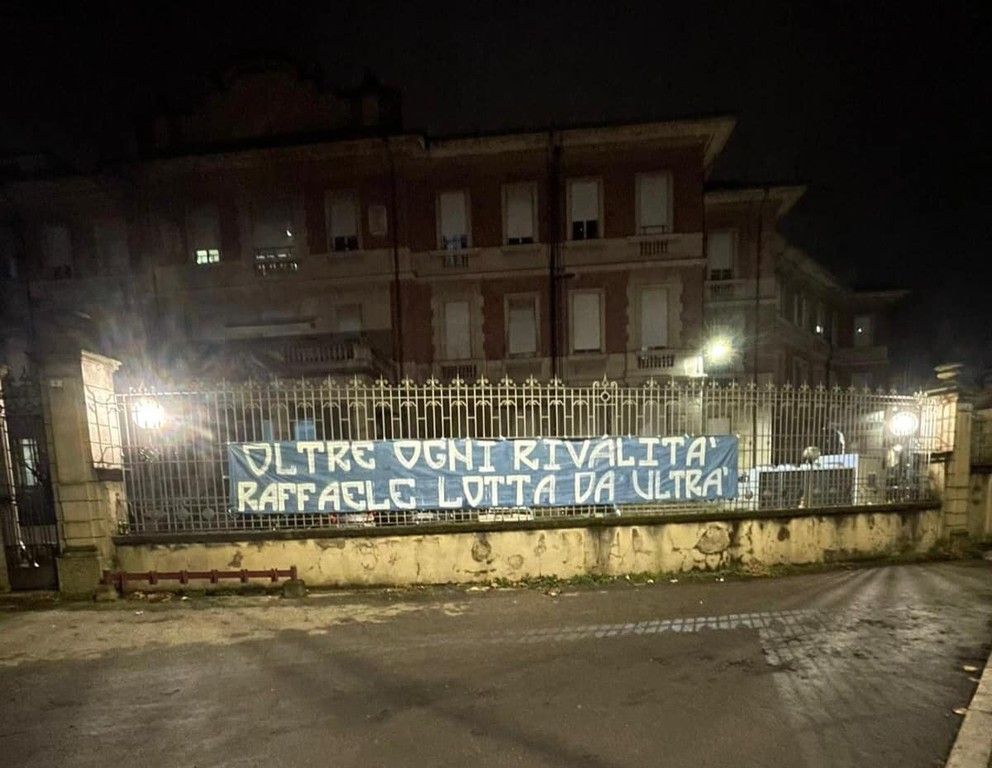 OLTRE OGNI RIVALITA'
RAFFAELE LOTTA DA ULTRA'